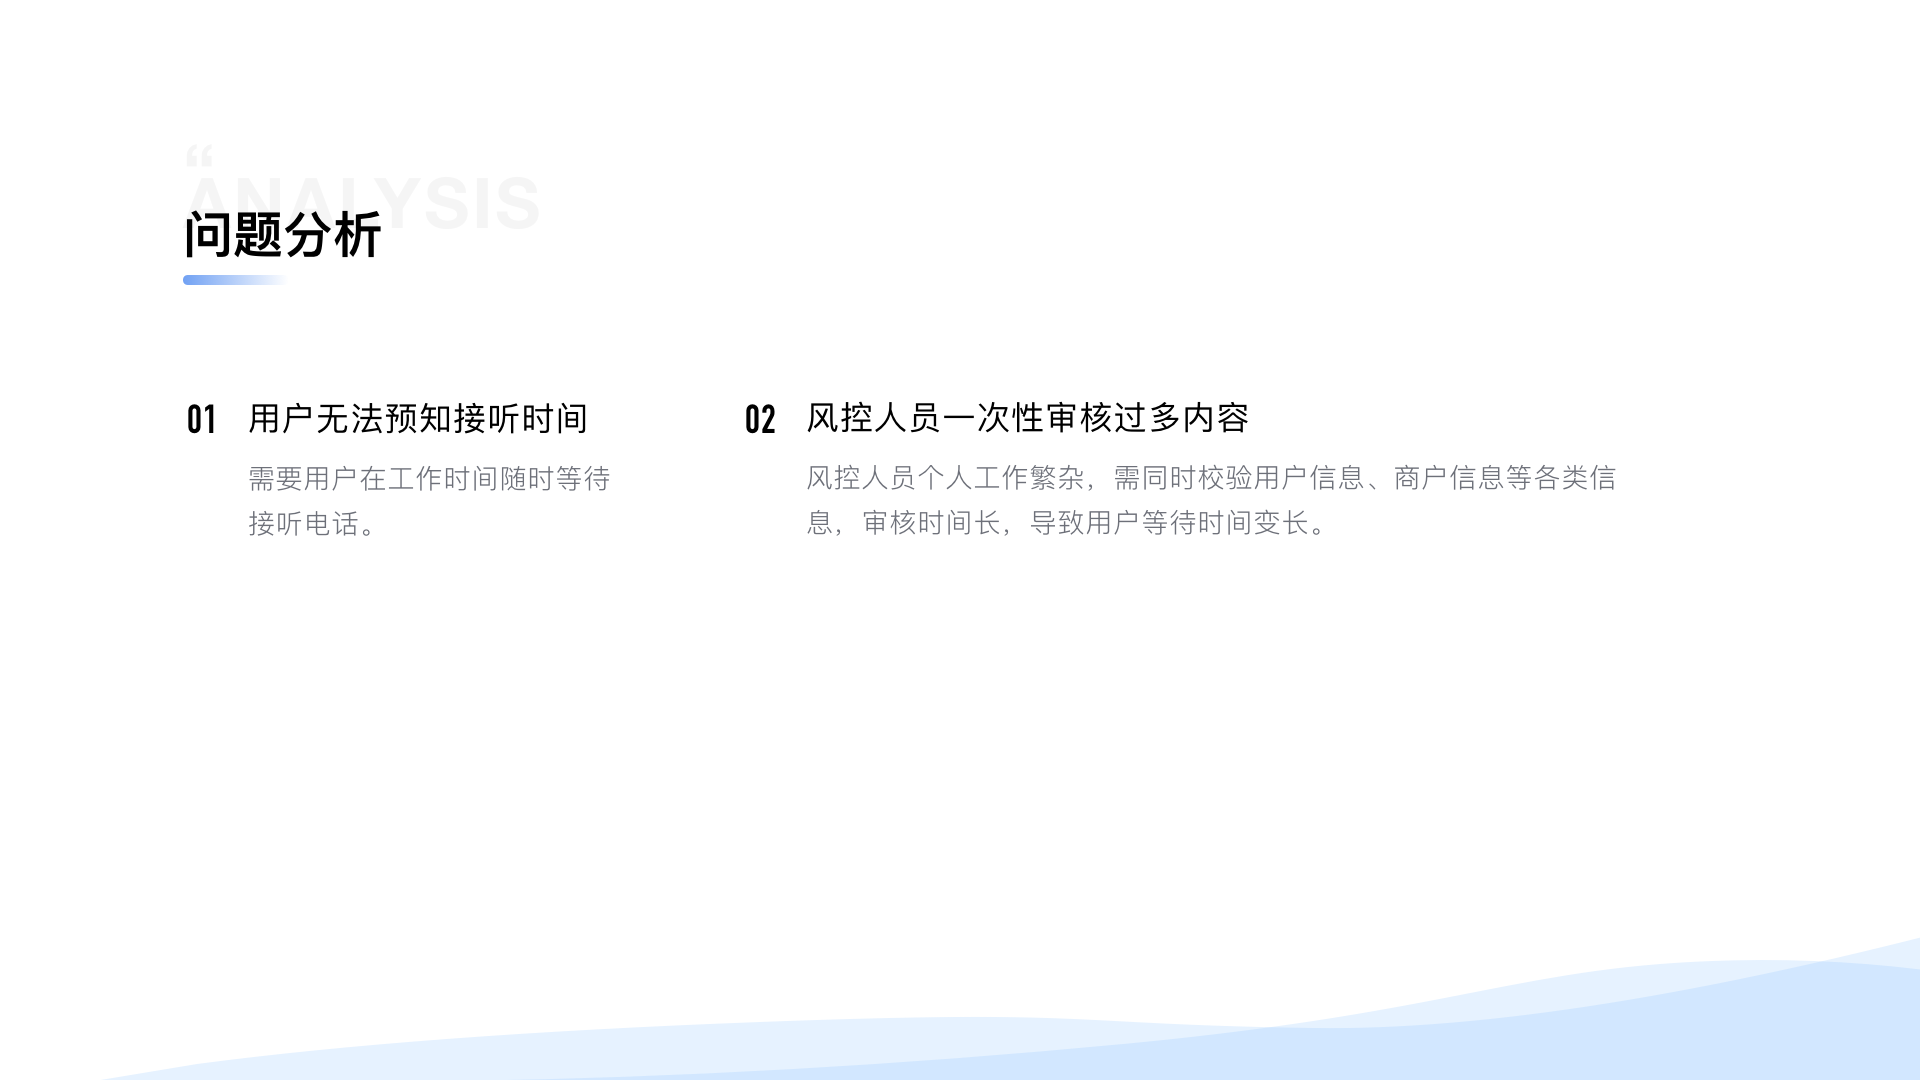 “
ANALYSIS
问题分析
01 用户无法预知接听时间
需要用户在工作时间随时等待
接听电话。
02 风控人员一次性审核过多内容
风控人员个人工作繁杂，需同时校验用户信息、商户信息等各类信
息，审核时间长，导致用户等待时间变长。